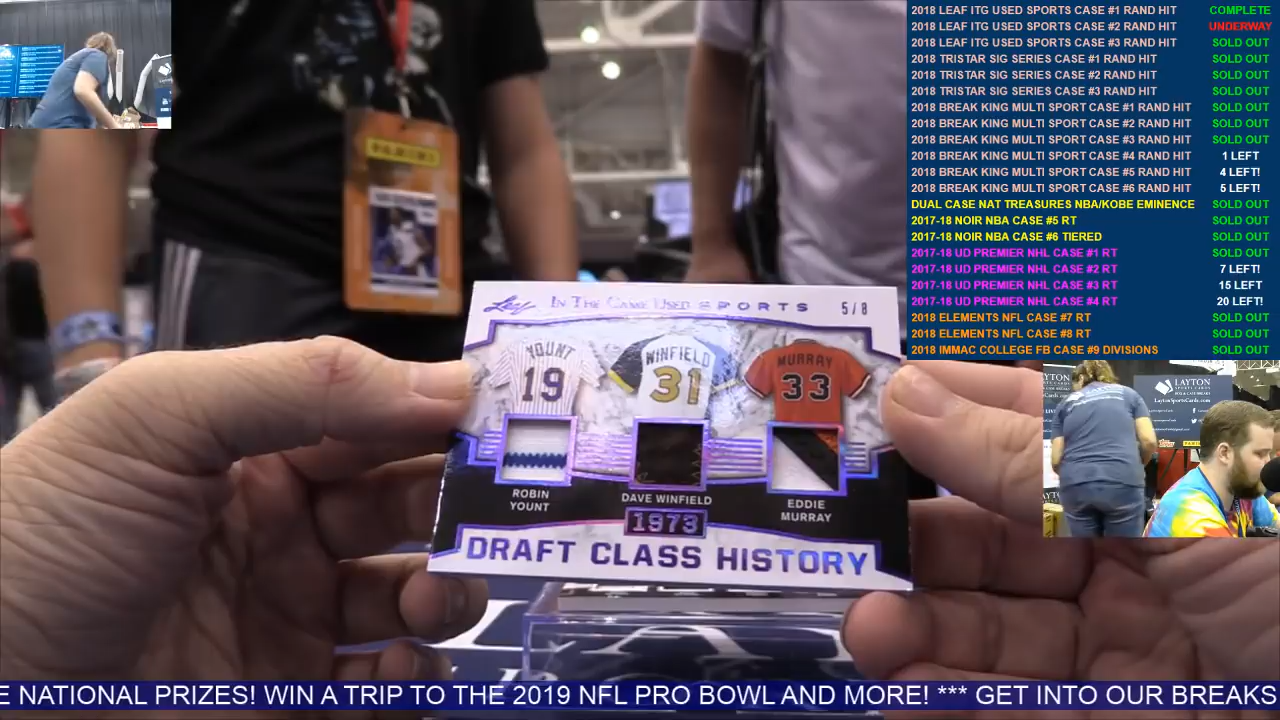 2018 LEAF ITG USED SPORTS CASE #1 RAND HIT COMPLETE
2018 LEAF ITG USED SPORTS CASE #2 RAND HIT UNDERWAY
2018 LEAF ITG USED SPORTS CASE #3 RAND HIT SOLD OUT
2018 TRISTAR SIG SERIES CASE #1 RAND HIT SOLD OUT
2018 TRISTAR SIG SERIES CASE #2 RAND HIT SOLD OUT
2018 TRISTAR SIG SERIES CASE #3 RAND HIT SOLD OUT
2018 BREAK KING MULTI SPORT CASE #1 RAND HIT SOLD OUT
2018 BREAK KING MULTI SPORT CASE #2 RAND HIT SOLD OUT
2018 BREAK KING MULTI SPORT CASE #3 RAND HIT SOLD OUT
2018 BREAK KING MULTI SPORT CASE #4 RAND HIT 1 LEFT
2018 BREAK KING MULTI SPORT CASE #5 RAND HIT 4 LEFT!
2018 BREAK KING MULTI SPORT CASE #6 RAND HIT 5 LEFT!
DUAL CASE NAT TREASURES NBA/KOBE EMINENCE SOLD OUT
2017-18 NOIR NBA CASE #5 RT SOLD OUT
2017-18 NOIR NBA CASE #6 TIERED SOLD OUT
2017-18 UD PREMIER NHL CASE #1 RT SOLD OUT
2017-18 UD PREMIER NHL CASE #2 RT 7 LEFT!
2017-18 UD PREMIER NHL CASE #3 RT 15 LEFT
2017-18 UD PREMIER NHL CASE #4 RT 20 LEFT!
2018 ELEMENTS NFL CASE #7 RT SOLD OUT
2018 ELEMENTS NFL CASE #8 RT SOLD OUT
2018 IMMAC COLLEGE FB CASE #9 DIVISIONS SOLD OUT
PANINI
Leaf IN THE GAME USED SPORTS 5/8
YOUNT
19
WINFIELD
31
MURRAY
33
ROBIN
YOUNT
DAVE WINFIELD
EDDIE
MURRAY
1973
DRAFT CLASS HISTORY
LAYTON
SPORTS CARDS
LaytonSportsCards.com
E NATIONAL PRIZES! WIN A TRIP TO THE 2019 NFL PRO BOWL AND MORE! *** GET INTO OUR BREAKS